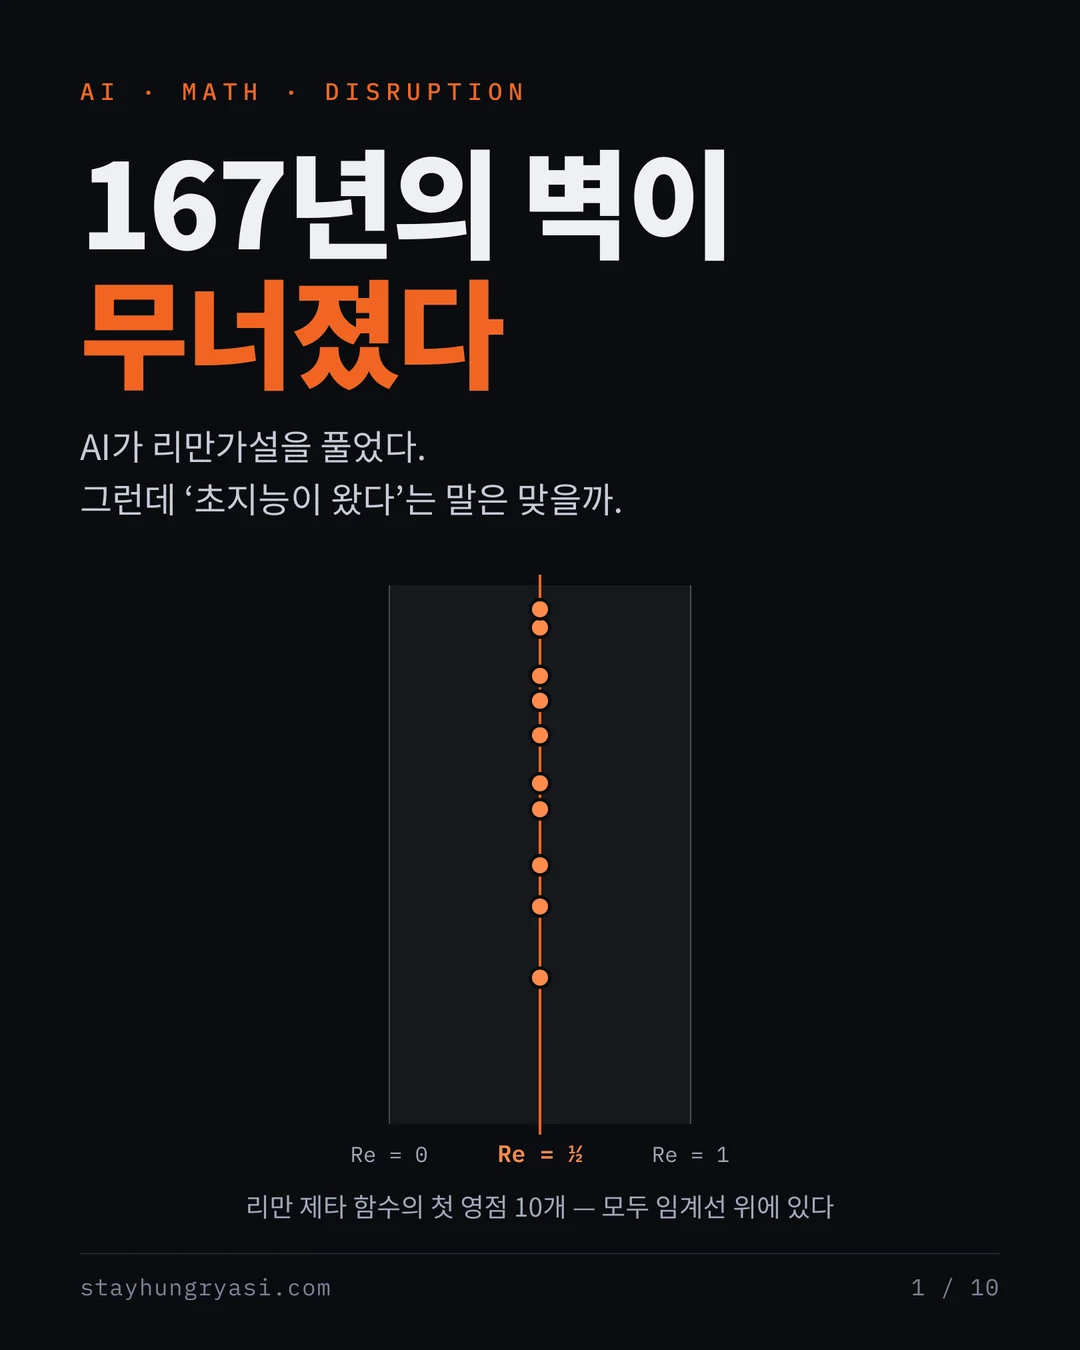 AI · MATH · DISRUPTION
167년의 벽이
무너졌다
AI가 리만가설을 풀었다.
그런데 ‘초지능이 왔다’는 말은 맞을까.
Re = 0
Re = ½
Re = 1
리만 제타 함수의 첫 영점 10개 — 모두 임계선 위에 있다
stayhungryasi.com
1 / 10